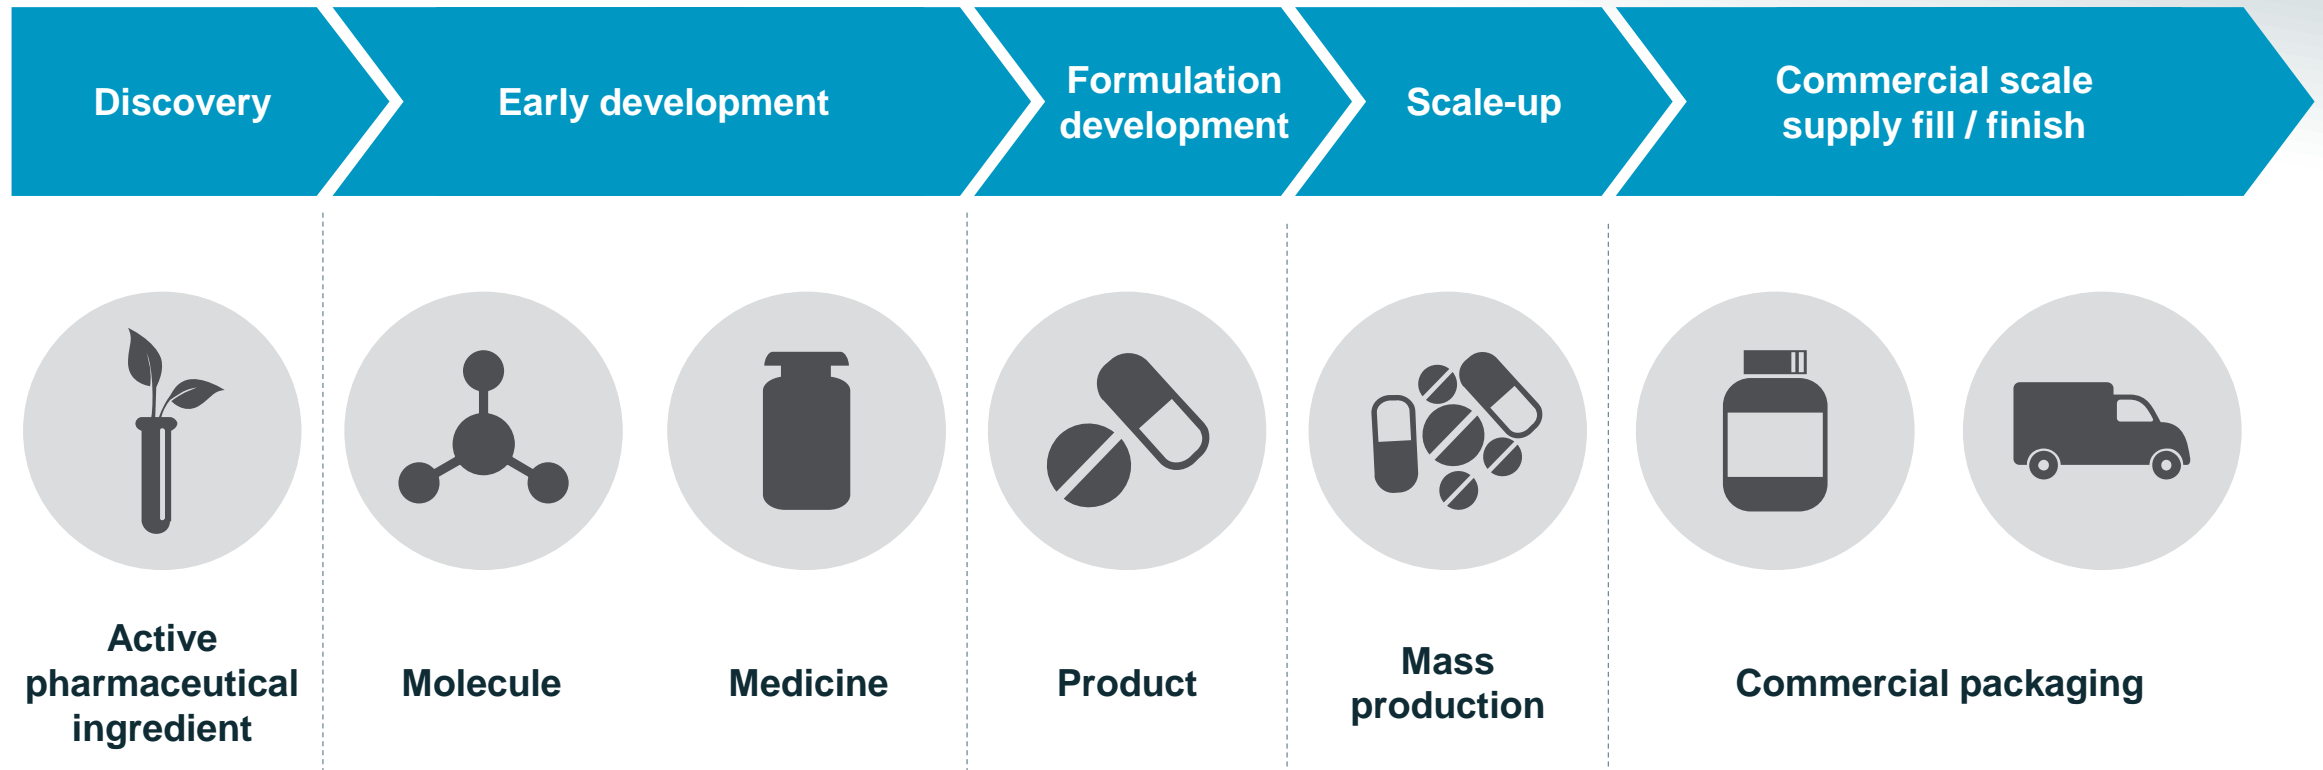 Discovery
Early development
Formulation
development
Scale-up
Commercial scale
supply fill / finish
Active
pharmaceutical
ingredient
Molecule
Medicine
Product
Mass
production
Commercial packaging